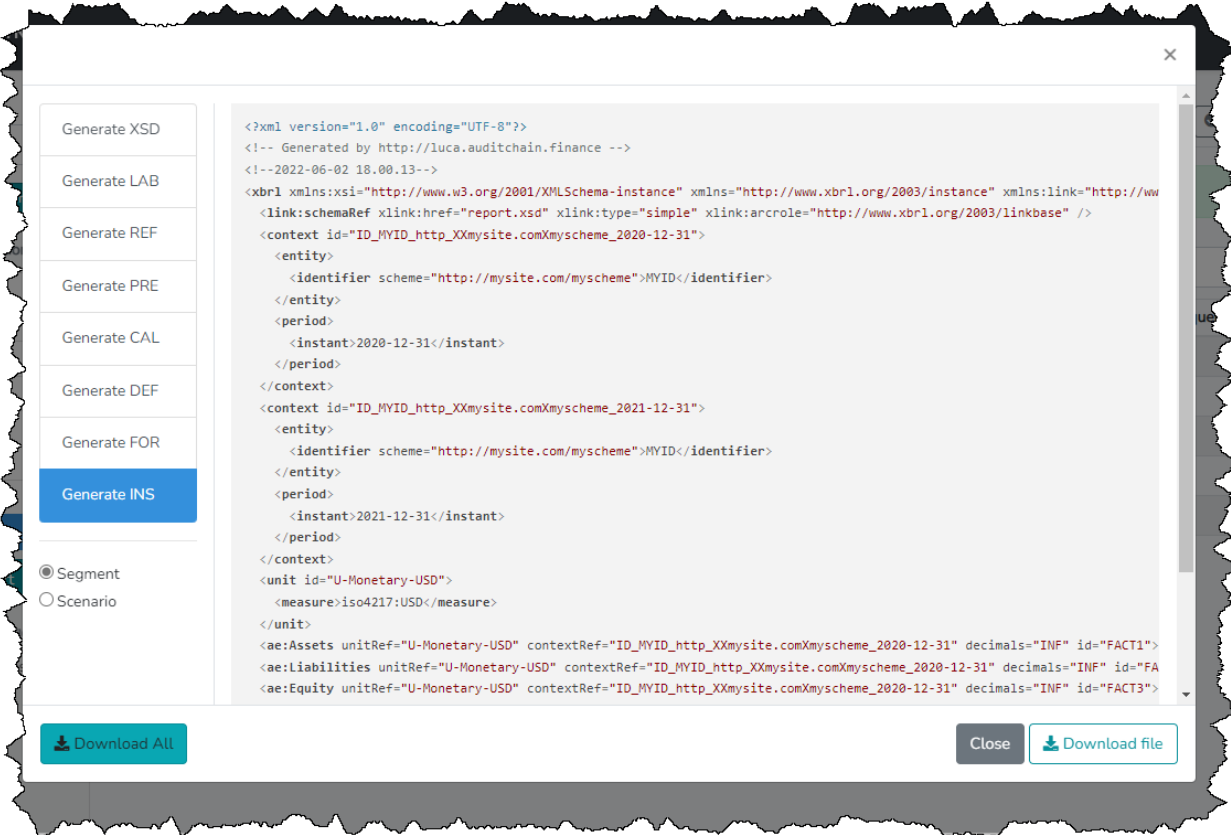 Generate XSD
Generate LAB
Generate REF
Generate PRE
Generate CAL
Generate DEF
Generate FOR
Generate INS
Segment
Scenario
<?xml version="1.0" encoding="UTF-8"?>
<!-- Generated by http://luca.auditchain.finance -->
<!--2022-06-02 18.00.13-->
<xbrl xmlns:xsi="http://www.w3.org/2001/XMLSchema-instance" xmlns="http://www.xbrl.org/2003/instance" xmlns:link="http://ww
<link:schemaRef xlink:href="report.xsd" xlink:type="simple" xlink:arcrole="http://www.xbrl.org/2003/linkbase" />
<context id="ID_MYID_http_XXmysite.comXmyscheme_2020-12-31">
<entity>
<identifier scheme="http://mysite.com/myscheme">MYID</identifier>
</entity>
<period>
<instant>2020-12-31</instant>
</period>
</context>
<context id="ID_MYID_http_XXmysite.comXmyscheme_2021-12-31">
<entity>
<identifier scheme="http://mysite.com/myscheme">MYID</identifier>
</entity>
<period>
<instant>2021-12-31</instant>
</period>
</context>
<unit id="U-Monetary-USD">
<measure>iso4217:USD</measure>
</unit>
<ae:Assets unitRef="U-Monetary-USD" contextRef="ID_MYID_http_XXmysite.comXmyscheme_2020-12-31" decimals="INF" id="FACT1">
<ae:Liabilities unitRef="U-Monetary-USD" contextRef="ID_MYID_http_XXmysite.comXmyscheme_2020-12-31" decimals="INF" id="FA
<ae:Equity unitRef="U-Monetary-USD" contextRef="ID_MYID_http_XXmysite.comXmyscheme_2020-12-31" decimals="INF" id="FACT3">
Download All
Close
Download file